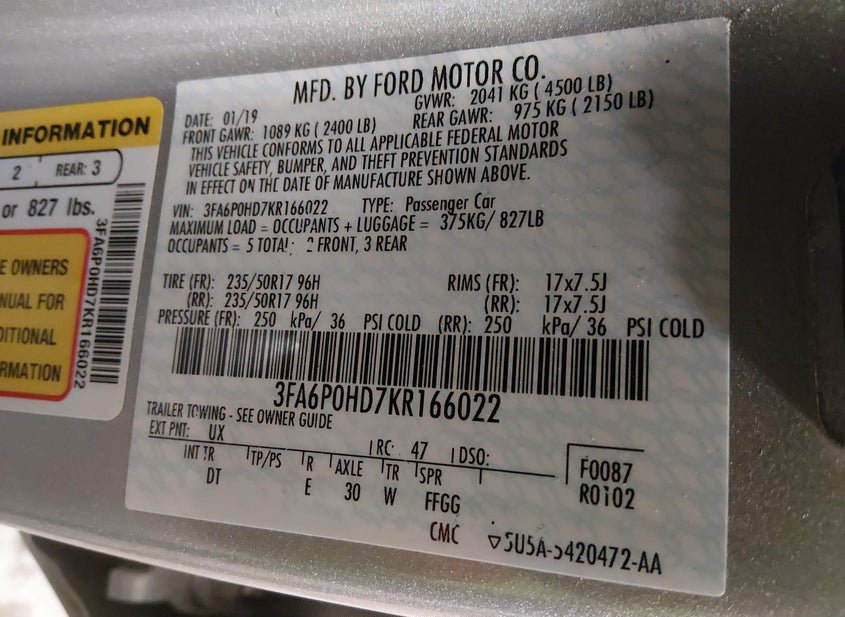 INFORMATION
2 REAR: 3
or 827 lbs.
E OWNERS
NUAL FOR
DITIONAL
RMATION
3FA6P0HD7KR166022
MFD. BY FORD MOTOR CO.
DATE: 01/19 GVWR: 2041 KG ( 4500 LB)
FRONT GAWR: 1089 KG ( 2400 LB) REAR GAWR: 975 KG ( 2150 LB)
THIS VEHICLE CONFORMS TO ALL APPLICABLE FEDERAL MOTOR
VEHICLE SAFETY, BUMPER, AND THEFT PREVENTION STANDARDS
IN EFFECT ON THE DATE OF MANUFACTURE SHOWN ABOVE.
VIN: 3FA6P0HD7KR166022 TYPE: Passenger Car
MAXIMUM LOAD = OCCUPANTS + LUGGAGE = 375KG/ 827LB
OCCUPANTS = 5 TOTAL: 2 FRONT, 3 REAR
TIRE (FR): 235/50R17 96H RIMS (FR): 17x7.5J
(RR): 235/50R17 96H (RR): 17x7.5J
PRESSURE (FR): 250 kPa/ 36 PSI COLD (RR): 250 kPa/ 36 PSI COLD
3FA6P0HD7KR166022
TRAILER TOWING - SEE OWNER GUIDE
EXT PNT: UX RC: 47 DSO:
INT TR TP/PS R AXLE TR SPR F0087
DT E 30 W FFGG R0102
CMC ▽5U5A-5420472-AA